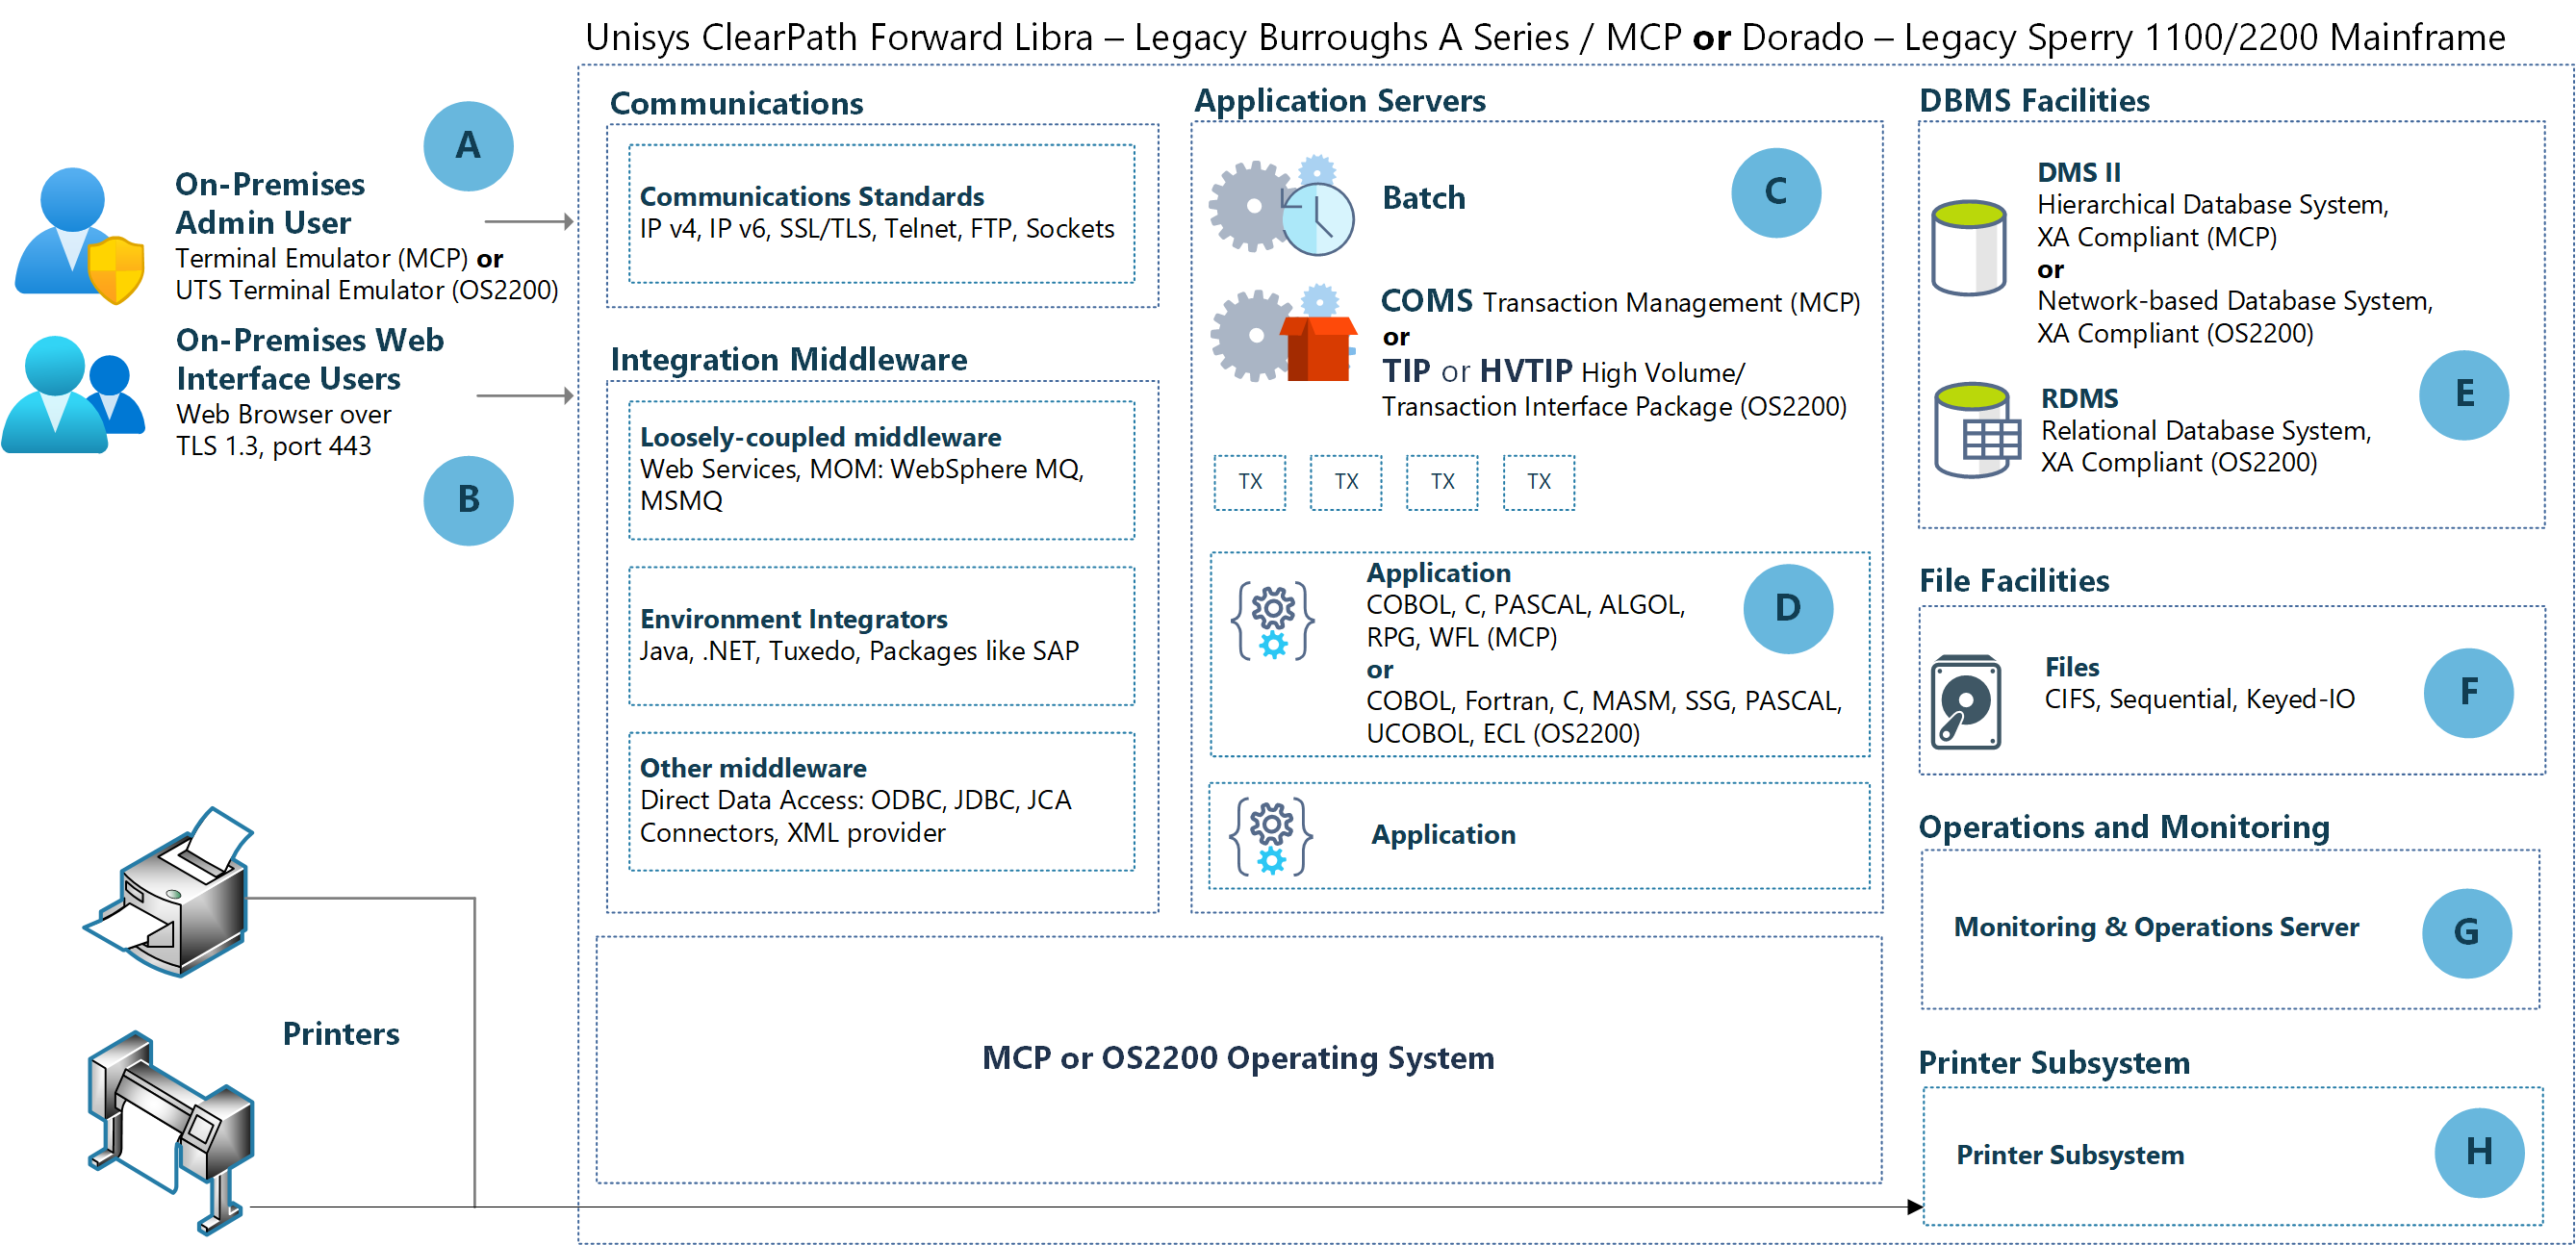 Unisys ClearPath Forward Libra – Legacy Burroughs A Series / MCP or Dorado – Legacy Sperry 1100/2200 Mainframe
A
On-Premises
Admin User
Terminal Emulator (MCP) or
UTS Terminal Emulator (OS2200)
On-Premises Web
Interface Users
Web Browser over
TLS 1.3, port 443
B
Printers
Communications
Communications Standards
IP v4, IP v6, SSL/TLS, Telnet, FTP, Sockets
Integration Middleware
Loosely-coupled middleware
Web Services, MOM: WebSphere MQ,
MSMQ
Environment Integrators
Java, .NET, Tuxedo, Packages like SAP
Other middleware
Direct Data Access: ODBC, JDBC, JCA
Connectors, XML provider
Application Servers
Batch
C
COMS Transaction Management (MCP)
or
TIP or HVTIP High Volume/
Transaction Interface Package (OS2200)
TX TX TX TX
Application
COBOL, C, PASCAL, ALGOL,
RPG, WFL (MCP)
or
COBOL, Fortran, C, MASM, SSG, PASCAL,
UCOBOL, ECL (OS2200)
D
Application
MCP or OS2200 Operating System
DBMS Facilities
DMS II
Hierarchical Database System,
XA Compliant (MCP)
or
Network-based Database System,
XA Compliant (OS2200)
E
RDMS
Relational Database System,
XA Compliant (OS2200)
File Facilities
Files
CIFS, Sequential, Keyed-IO
F
Operations and Monitoring
Monitoring & Operations Server
G
Printer Subsystem
Printer Subsystem
H